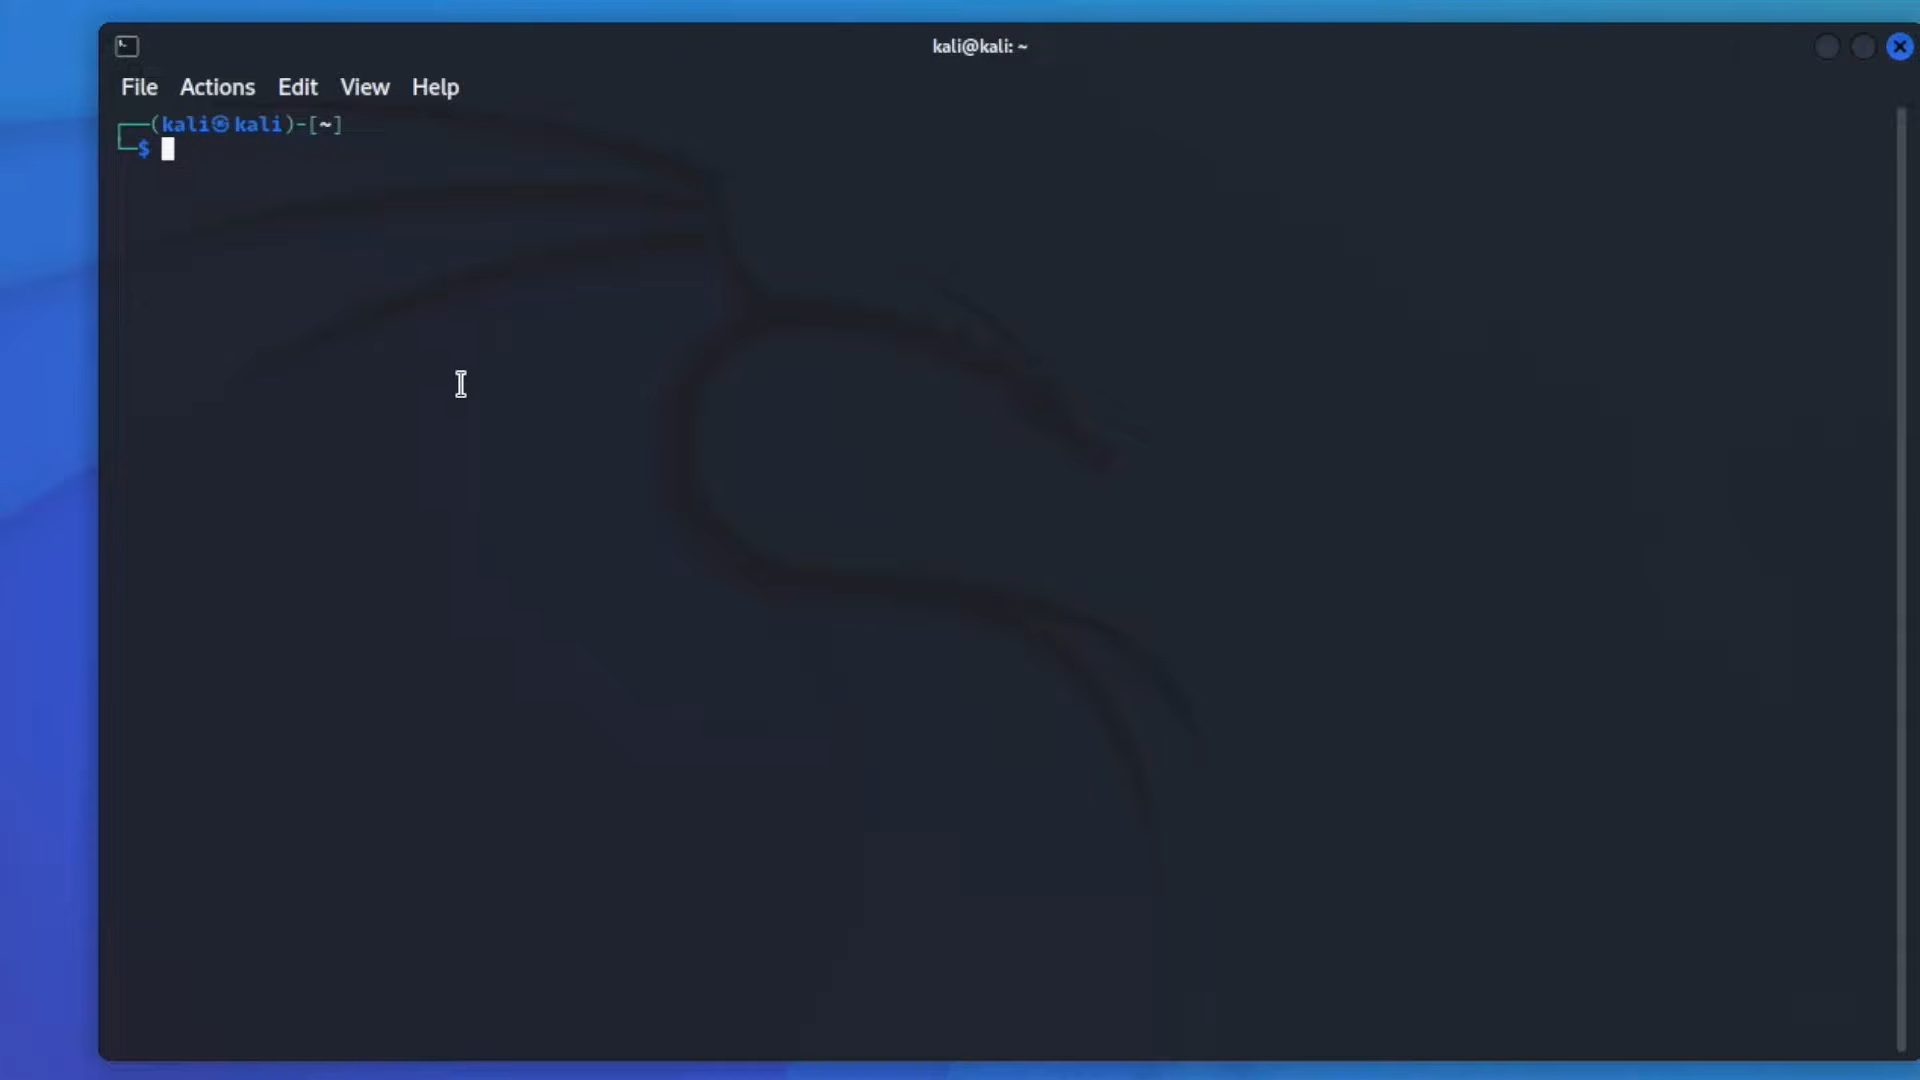 kali@kali: ~
File Actions Edit View Help
┌──(kali㉿kali)-[~]
└─$